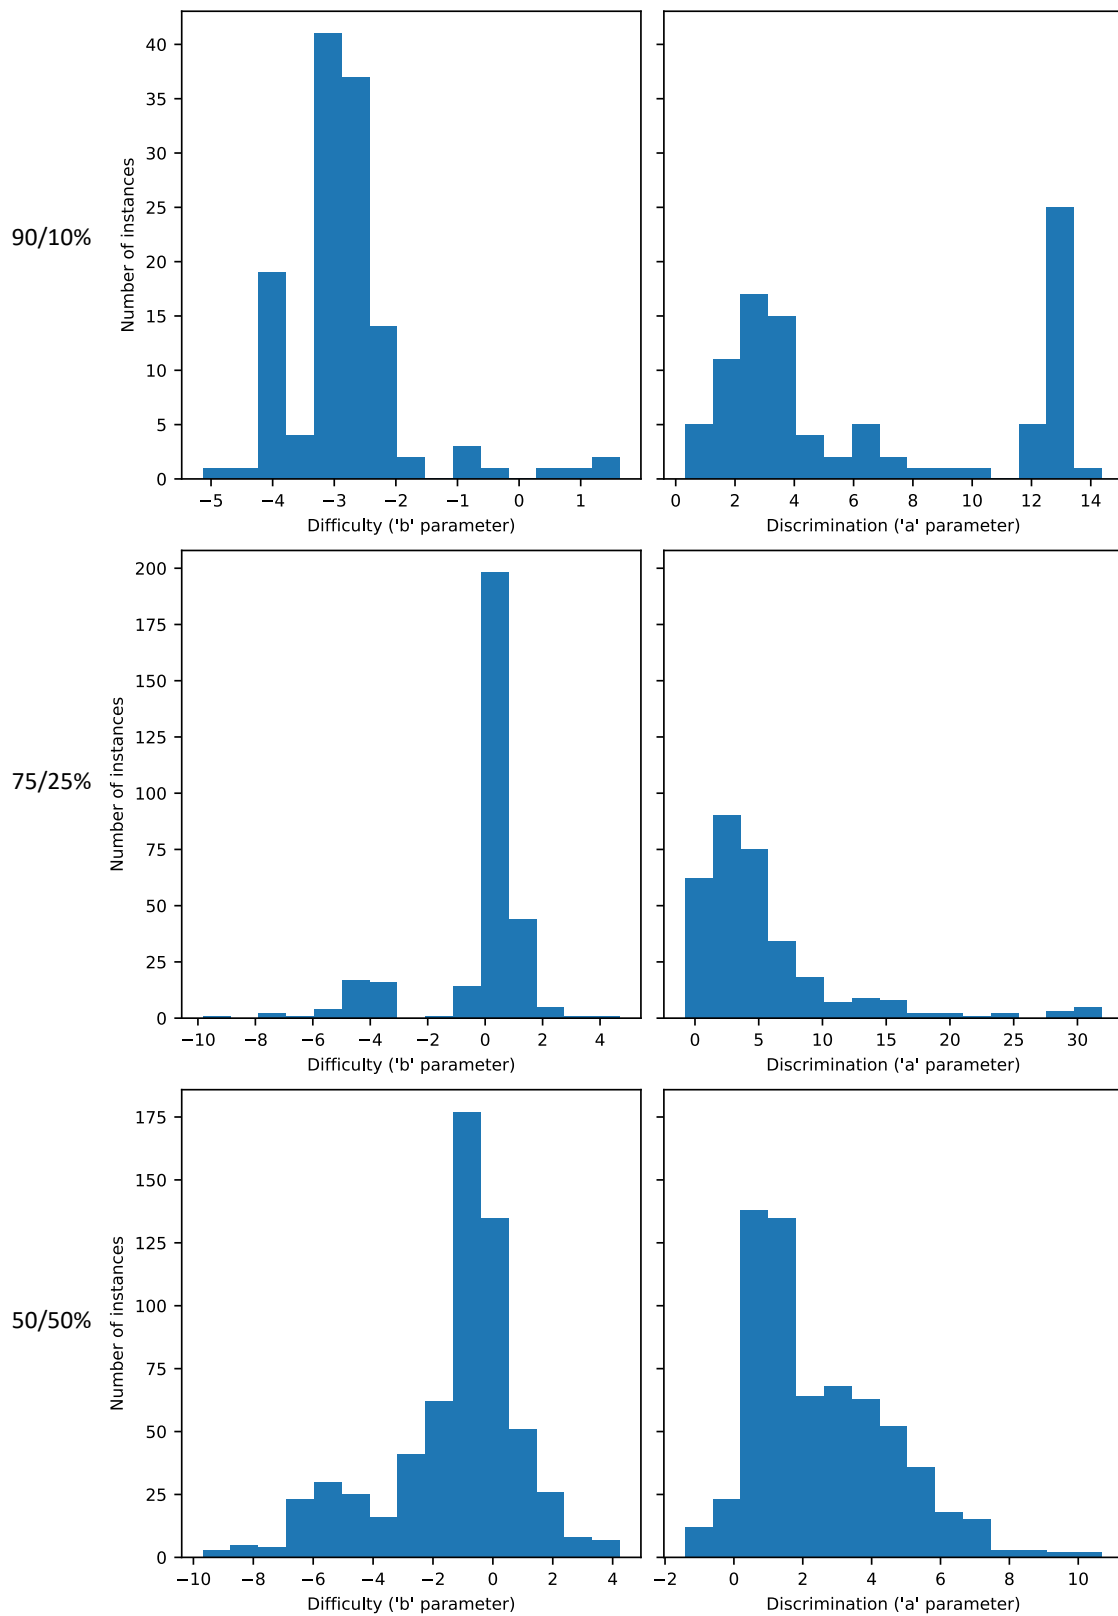 90/10%
Number of instances
40
35
30
25
20
15
10
5
0
−5 −4 −3 −2 −1 0 1
Difficulty ('b' parameter)
0 2 4 6 8 10 12 14
Discrimination ('a' parameter)
75/25%
Number of instances
200
175
150
125
100
75
50
25
0
−10 −8 −6 −4 −2 0 2 4
Difficulty ('b' parameter)
0 5 10 15 20 25 30
Discrimination ('a' parameter)
50/50%
Number of instances
175
150
125
100
75
50
25
0
−10 −8 −6 −4 −2 0 2 4
Difficulty ('b' parameter)
−2 0 2 4 6 8 10
Discrimination ('a' parameter)